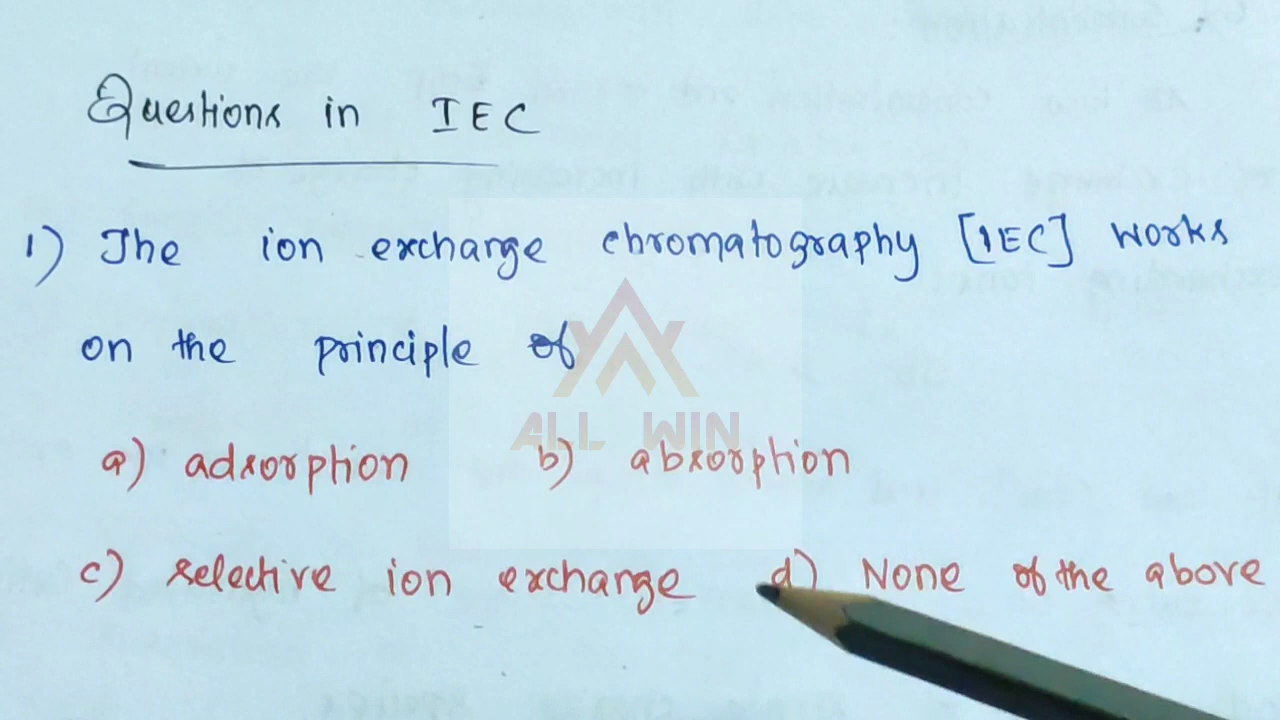 Questions in IEC
1) The ion exchange chromatography [IEC] works
on the principle of
ALL WIN
a) adsorption b) absorption
c) selective ion exchange d) None of the above